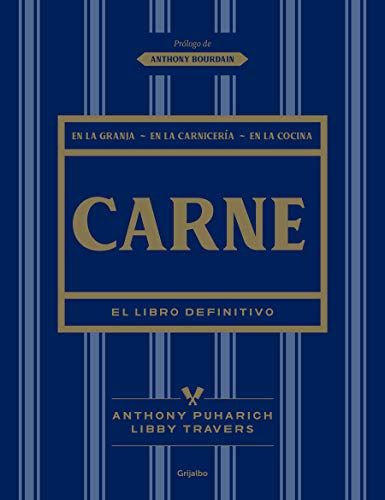 Prólogo de
ANTHONY BOURDAIN
EN LA GRANJA ~ EN LA CARNICERÍA ~ EN LA COCINA
CARNE
EL LIBRO DEFINITIVO
ANTHONY PUHARICH
LIBBY TRAVERS
Grijalbo